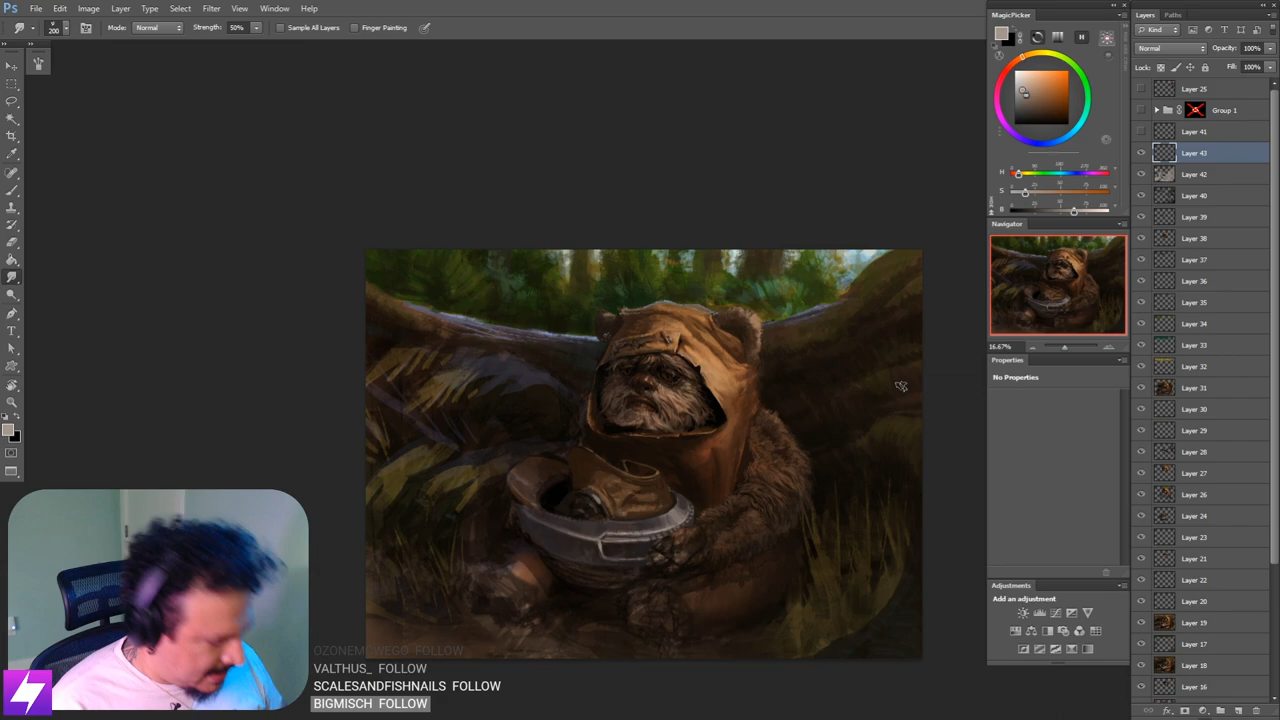 Ps File Edit Image Layer Type Select Filter View Window Help
200 Mode: Normal Strength: 50% Sample All Layers Finger Painting
MagicPicker
H
H
S
B
Navigator
16.67%
Properties
No Properties
Adjustments
Add an adjustment
Layers Paths
Kind
Normal Opacity: 100%
Lock: Fill: 100%
Layer 25
Group 1
Layer 41
Layer 43
Layer 42
Layer 40
Layer 39
Layer 38
Layer 37
Layer 36
Layer 35
Layer 34
Layer 33
Layer 32
Layer 31
Layer 30
Layer 29
Layer 28
Layer 27
Layer 26
Layer 24
Layer 23
Layer 21
Layer 22
Layer 20
Layer 19
Layer 17
Layer 18
Layer 16
VALTHUS_ FOLLOW
SCALESANDFISHNAILS FOLLOW
BIGMISCH FOLLOW